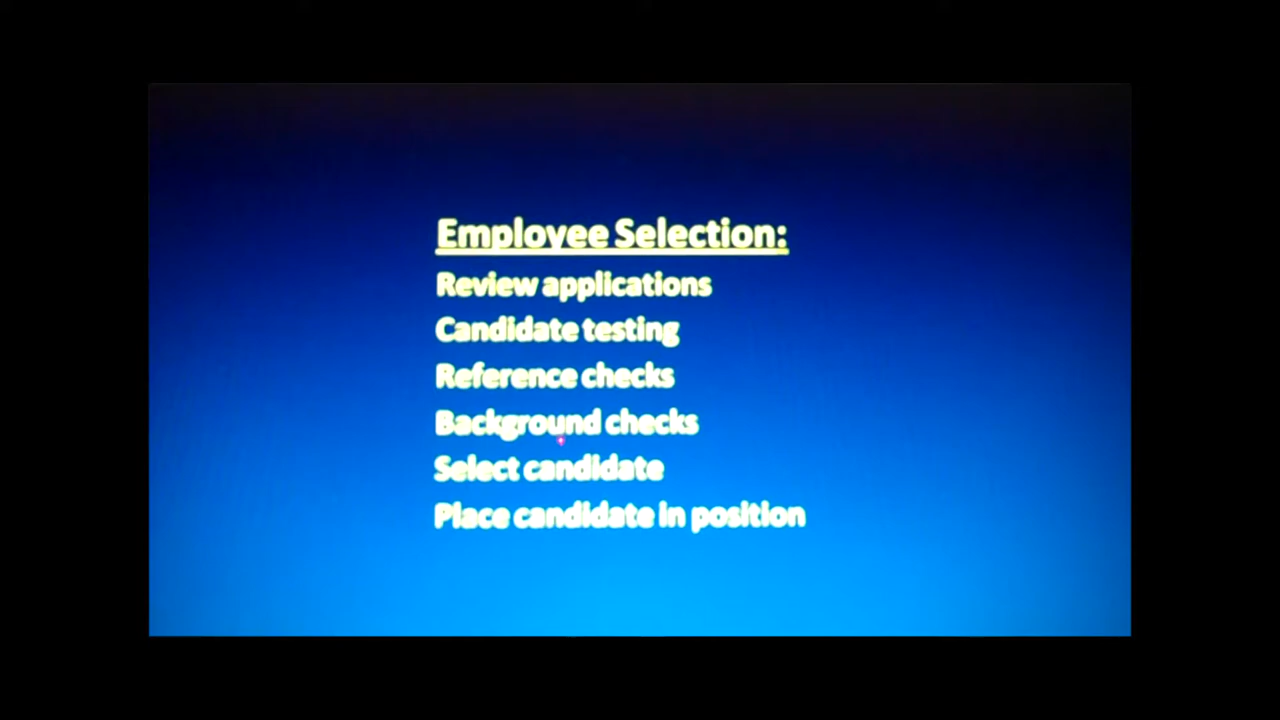 Employee Selection:
Review applications
Candidate testing
Reference checks
Background checks
Select candidate
Place candidate in position